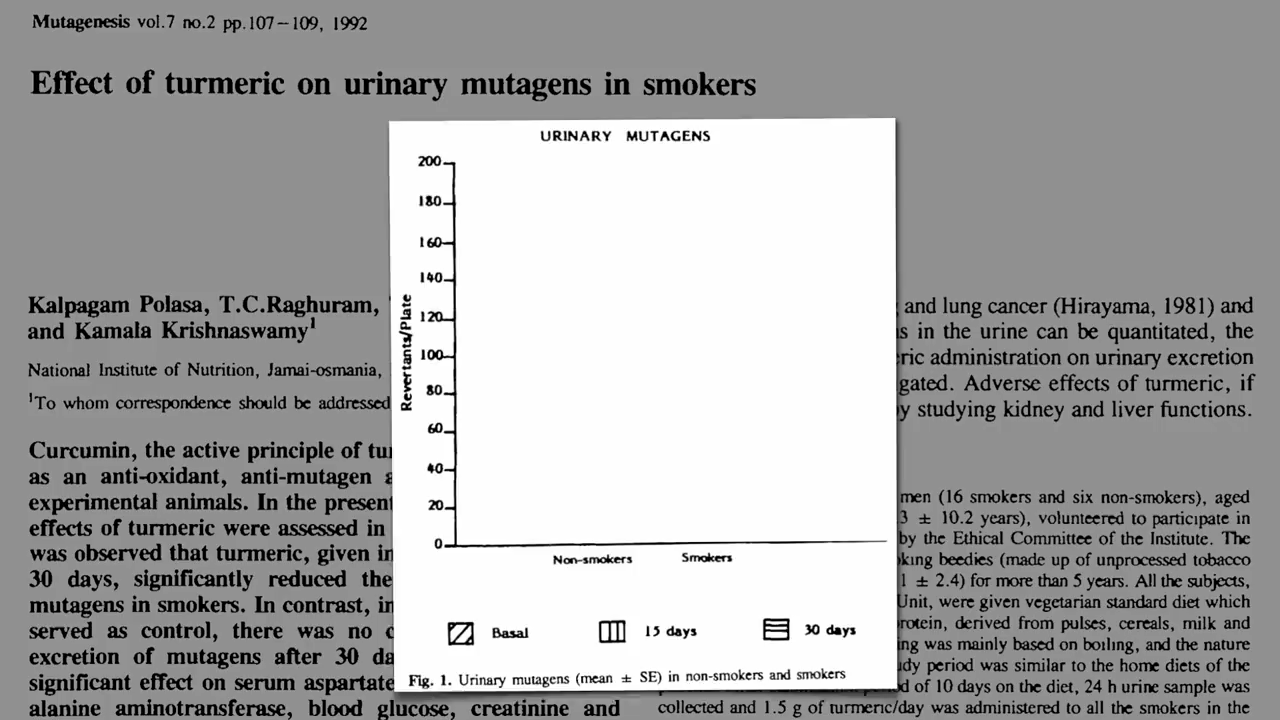 Mutagenesis vol.7 no.2 pp.107–109, 1992
Effect of turmeric on urinary mutagens in smokers
Kalpagam Polasa, T.C.Raghuram,
and Kamala Krishnaswamy¹
National Institute of Nutrition, Jamai-osmania,
¹To whom correspondence should be addressed
Curcumin, the active principle of
as an anti-oxidant, anti-mutagen
experimental animals. In the present
effects of turmeric were assessed in
was observed that turmeric, given in
30 days, significantly reduced the
mutagens in smokers. In contrast, in
served as control, there was no
excretion of mutagens after 30
significant effect on serum aspartate
alanine aminotransferase, blood glucose, creatinine and
URINARY MUTAGENS
200
180
160
140
120
100
80
60
40
20
0
Revertants/Plate
Non-smokers Smokers
Basal 15 days 30 days
Fig. 1. Urinary mutagens (mean ± SE) in non-smokers and smokers
and lung cancer (Hirayama, 1981) and
in the urine can be quantitated, the
administration on urinary excretion
Adverse effects of turmeric, if
studying kidney and liver functions.
men (16 smokers and six non-smokers), aged
± 10.2 years), volunteered to participate in
by the Ethical Committee of the Institute. The
beedies (made up of unprocessed tobacco
± 2.4) for more than 5 years. All the subjects,
Unit, were given vegetarian standard diet which
derived from pulses, cereals, milk and
was mainly based on boiling, and the nature
period was similar to the home diets of the
of 10 days on the diet, 24 h urine sample was
collected and 1.5 g of turmeric/day was administered to all the smokers in the